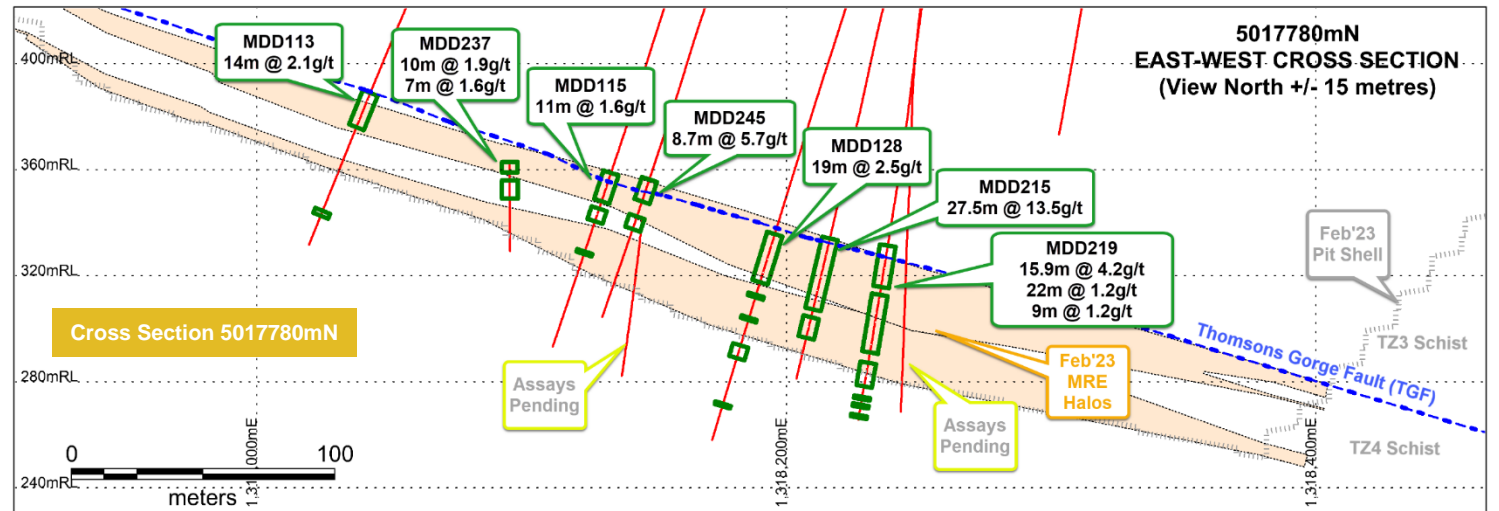 5017780mN
EAST-WEST CROSS SECTION
(View North +/- 15 metres)
400mRL
360mRL
320mRL
280mRL
240mRL
MDD113
14m @ 2.1g/t
MDD237
10m @ 1.9g/t
7m @ 1.6g/t
MDD115
11m @ 1.6g/t
MDD245
8.7m @ 5.7g/t
MDD128
19m @ 2.5g/t
MDD215
27.5m @ 13.5g/t
MDD219
15.9m @ 4.2g/t
22m @ 1.2g/t
9m @ 1.2g/t
Feb'23
Pit Shell
Cross Section 5017780mN
Assays
Pending
Feb'23
MRE
Halos
Assays
Pending
Thomsons Gorge Fault (TGF)
TZ3 Schist
TZ4 Schist
0
100
meters
1,318,200mE
1,318,400mE